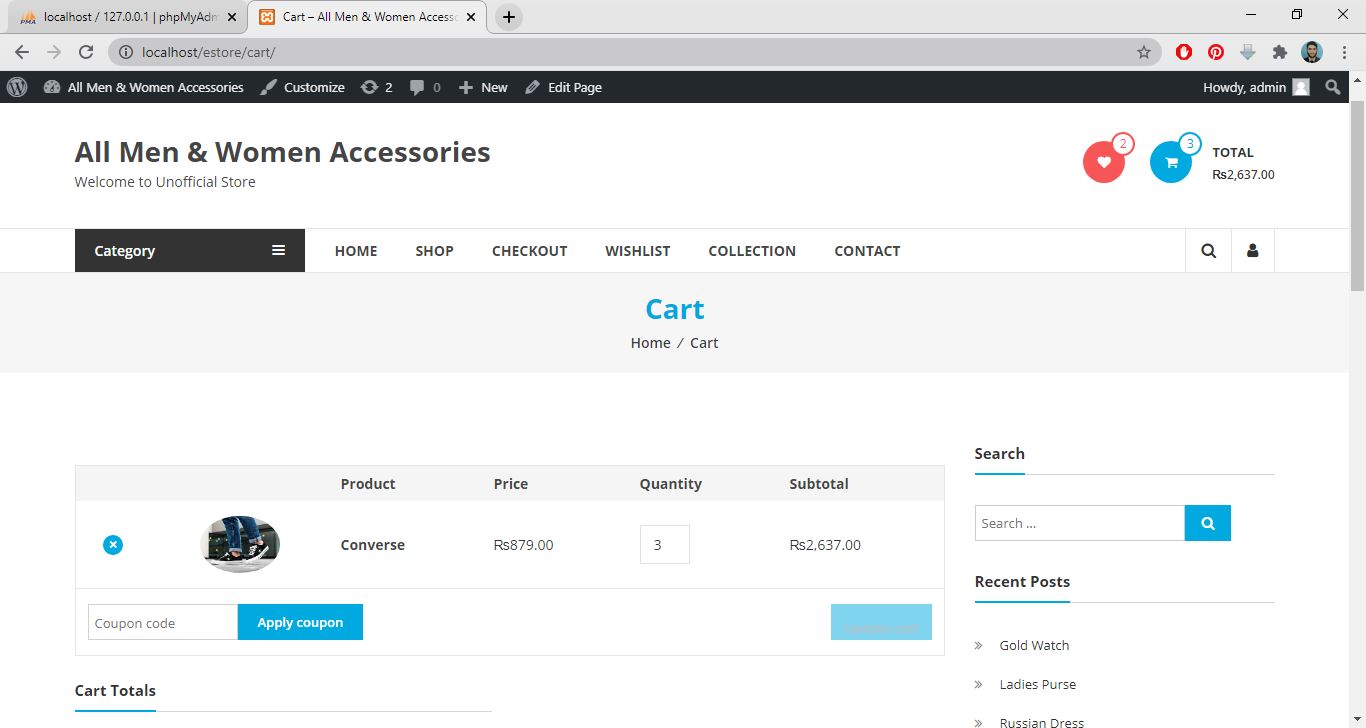 localhost / 127.0.0.1 | phpMyAdm
Cart – All Men & Women Accesso
localhost/estore/cart/
All Men & Women Accessories
Customize
2
0
New
Edit Page
Howdy, admin
All Men & Women Accessories
Welcome to Unofficial Store
2
3
TOTAL
₨2,637.00
Category
HOME
SHOP
CHECKOUT
WISHLIST
COLLECTION
CONTACT
Cart
Home / Cart
Product Price Quantity Subtotal
Converse ₨879.00 3 ₨2,637.00
Coupon code
Apply coupon
Cart Totals
Search
Search …
Recent Posts
Gold Watch
Ladies Purse
Russian Dress